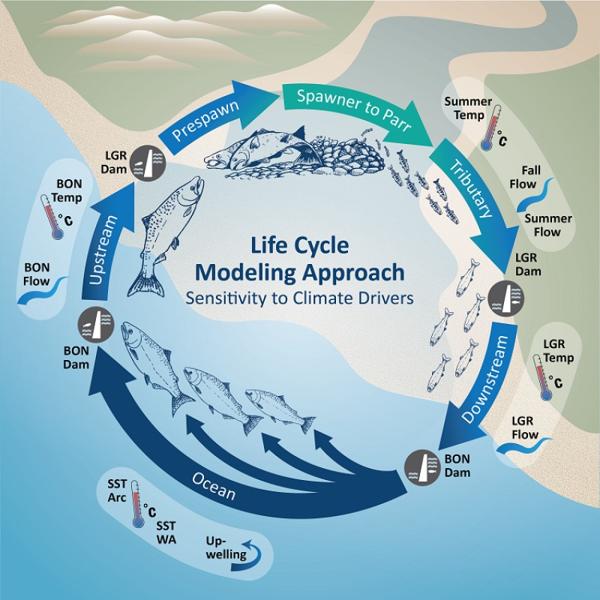 Life Cycle
Modeling Approach
Sensitivity to Climate Drivers
Prespawn
Spawner to Parr
Tributary
Summer
Temp
°C
Fall
Flow
Summer
Flow
LGR
Dam
Downstream
LGR
Temp
°C
LGR
Flow
BON
Dam
Ocean
SST
Arc
°C
SST
WA
Up-
welling
BON
Dam
Upstream
BON
Temp
°C
BON
Flow
LGR
Dam